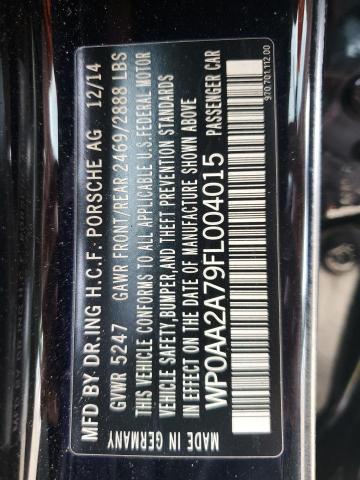 MFD BY DR.ING H.C.F. PORSCHE AG 12/14
GVWR 5247 GAWR FRONT/REAR 2469/2888 LBS
THIS VEHICLE CONFORMS TO ALL APPLICABLE U.S.FEDERAL MOTOR
VEHICLE SAFETY,BUMPER,AND THEFT PREVENTION STANDARDS
IN EFFECT ON THE DATE OF MANUFACTURE SHOWN ABOVE
WP0AA2A79FL004015 PASSENGER CAR
MADE IN GERMANY
970.701.112.00